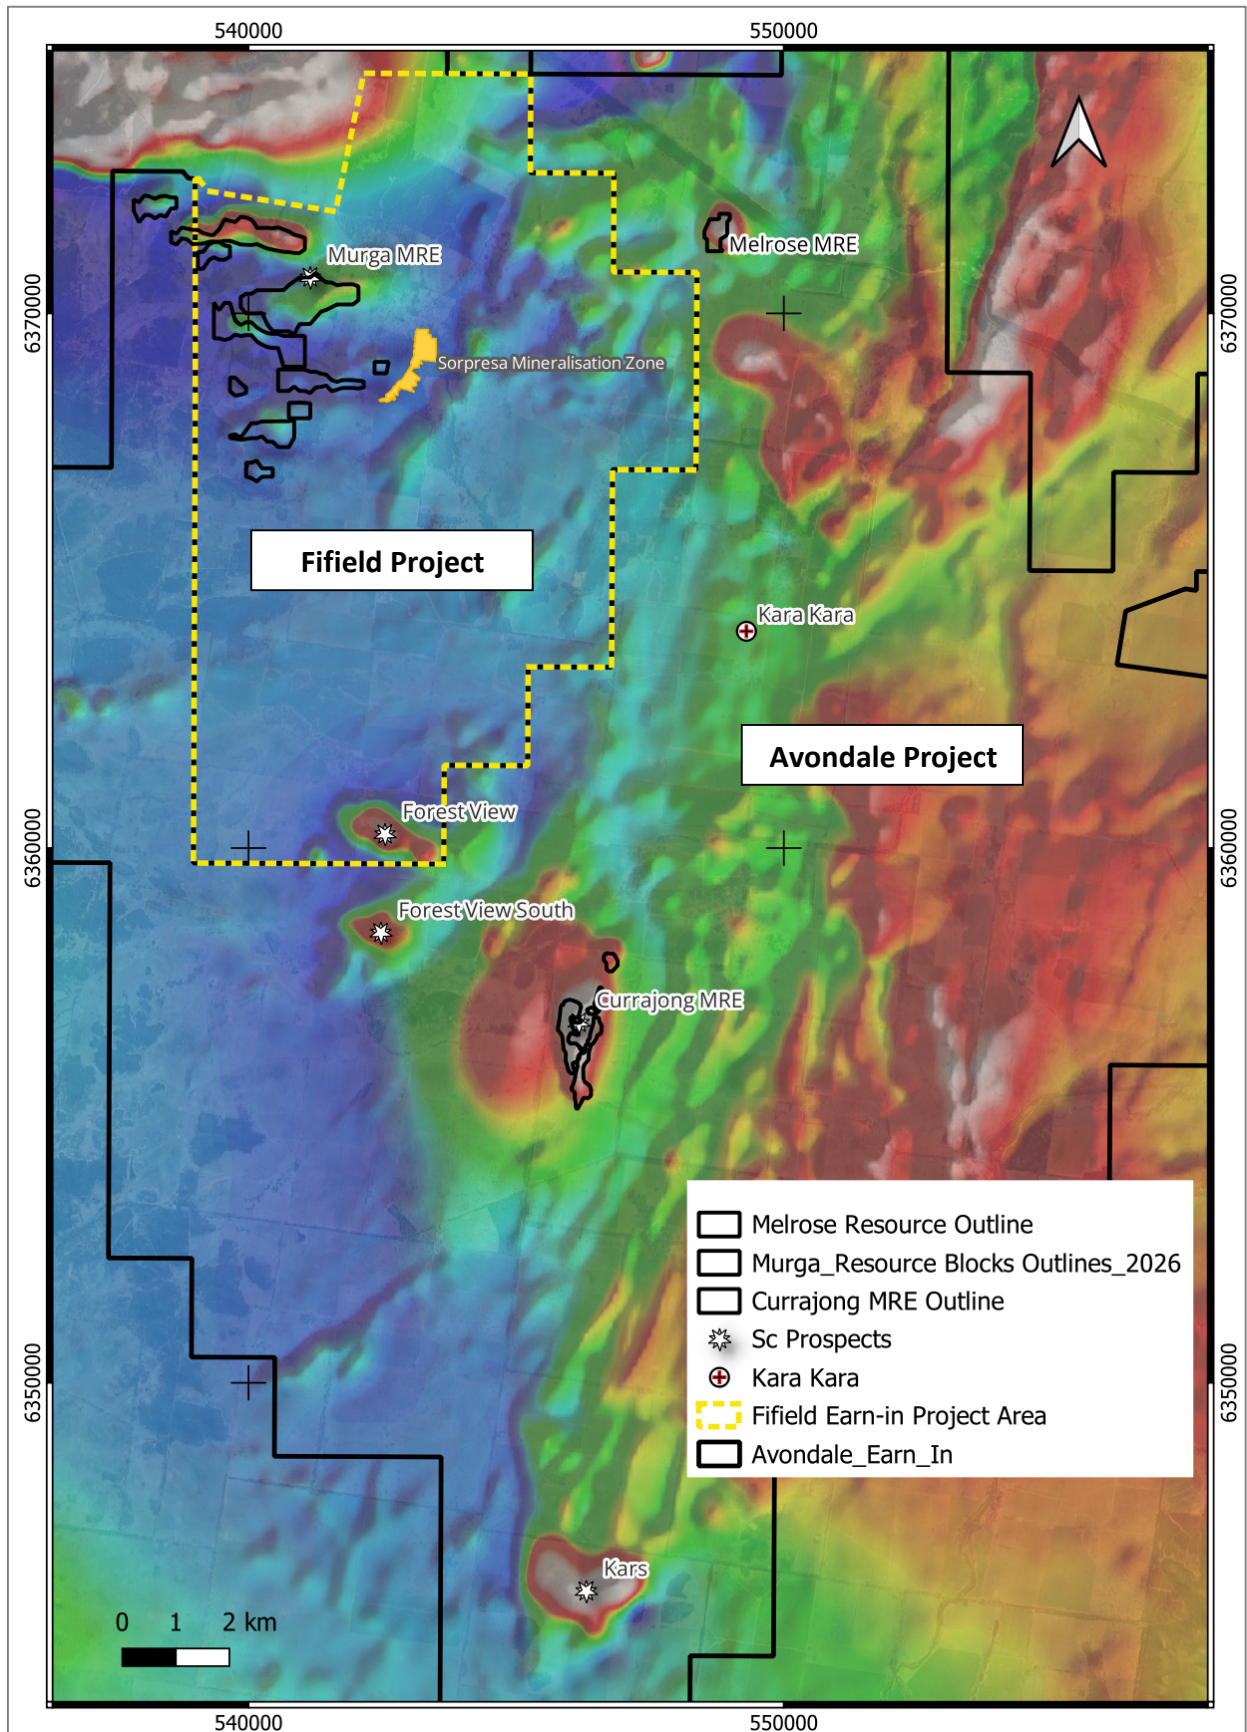 540000
550000
Murga MRE
Melrose MRE
6370000
6370000
Sorpresa Mineralisation Zone
Fifield Project
Kara Kara
Avondale Project
Forest View
6360000
6360000
Forest View South
Currajong MRE
Melrose Resource Outline
Murga_Resource Blocks Outlines_2026
Currajong MRE Outline
Sc Prospects
Kara Kara
Fifield Earn-in Project Area
Avondale_Earn_In
6350000
6350000
Kars
0 1 2 km
540000
550000